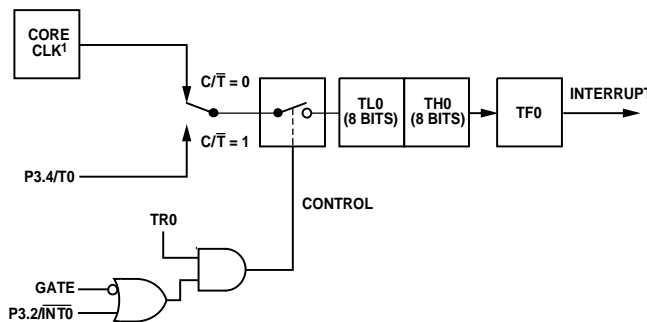 CORE
CLK¹
C/T̅ = 0
TL0
(8 BITS)
TH0
(8 BITS)
TF0
INTERRUPT
C/T̅ = 1
P3.4/T0
CONTROL
TR0
GATE
P3.2/I̅N̅T̅0̅